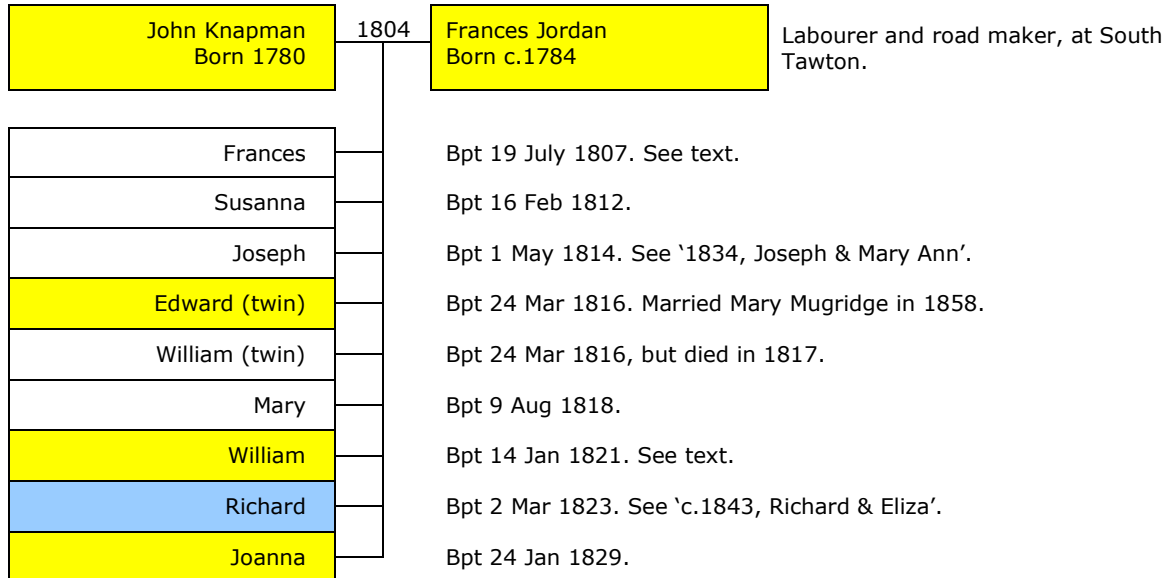 John Knapman
Born 1780
1804
Frances Jordan
Born c.1784
Labourer and road maker, at South
Tawton.
Frances
Bpt 19 July 1807. See text.
Susanna
Bpt 16 Feb 1812.
Joseph
Bpt 1 May 1814. See ‘1834, Joseph & Mary Ann’.
Edward (twin)
Bpt 24 Mar 1816. Married Mary Mugridge in 1858.
William (twin)
Bpt 24 Mar 1816, but died in 1817.
Mary
Bpt 9 Aug 1818.
William
Bpt 14 Jan 1821. See text.
Richard
Bpt 2 Mar 1823. See ‘c.1843, Richard & Eliza’.
Joanna
Bpt 24 Jan 1829.